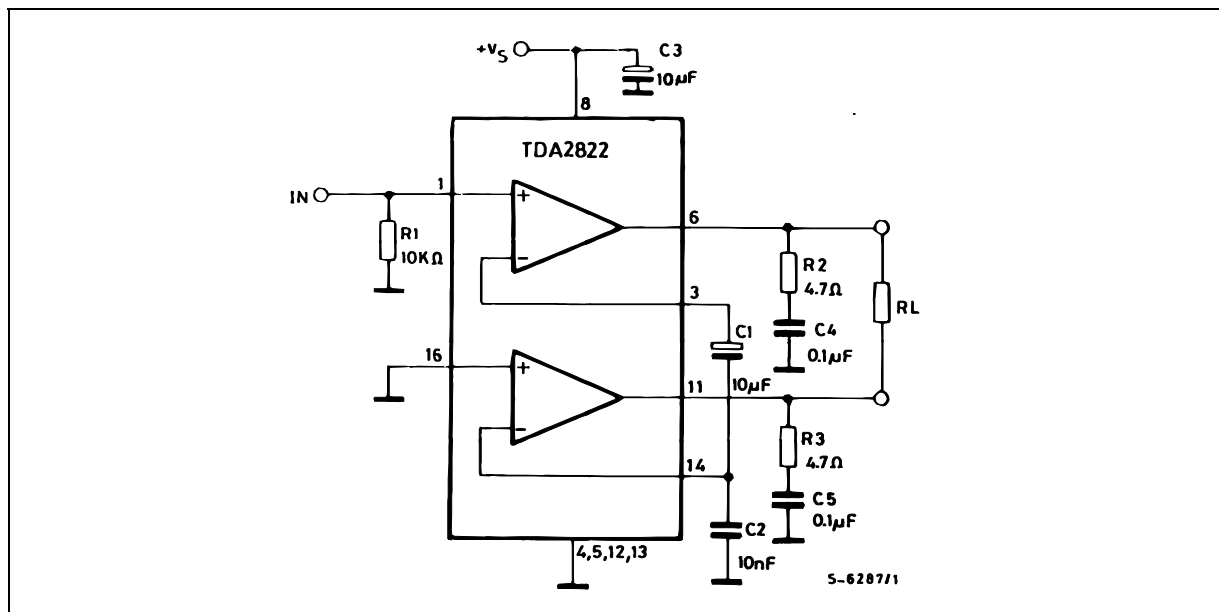 +VS
C3
10µF
8
TDA2822
IN
1
+
6
R1
10KΩ
R2
4.7Ω
-
3
RL
C1
C4
0.1µF
16
+
10µF
11
R3
4.7Ω
-
14
C5
0.1µF
C2
10nF
4,5,12,13
S-6287/1